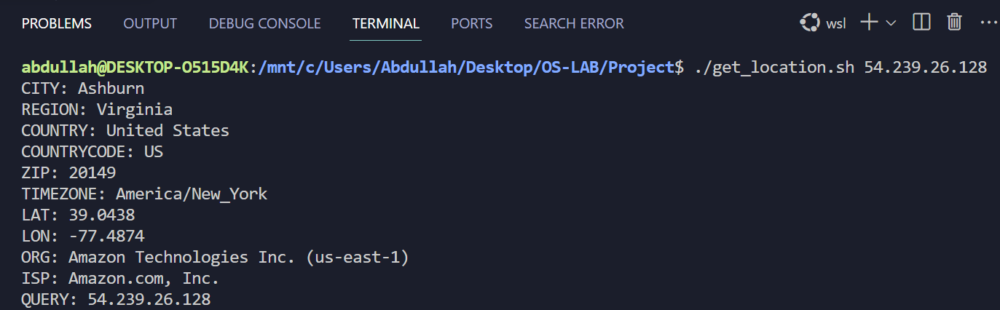 PROBLEMS OUTPUT DEBUG CONSOLE TERMINAL PORTS SEARCH ERROR wsl
abdullah@DESKTOP-O515D4K:/mnt/c/Users/Abdullah/Desktop/OS-LAB/Project$ ./get_location.sh 54.239.26.128
CITY: Ashburn
REGION: Virginia
COUNTRY: United States
COUNTRYCODE: US
ZIP: 20149
TIMEZONE: America/New_York
LAT: 39.0438
LON: -77.4874
ORG: Amazon Technologies Inc. (us-east-1)
ISP: Amazon.com, Inc.
QUERY: 54.239.26.128